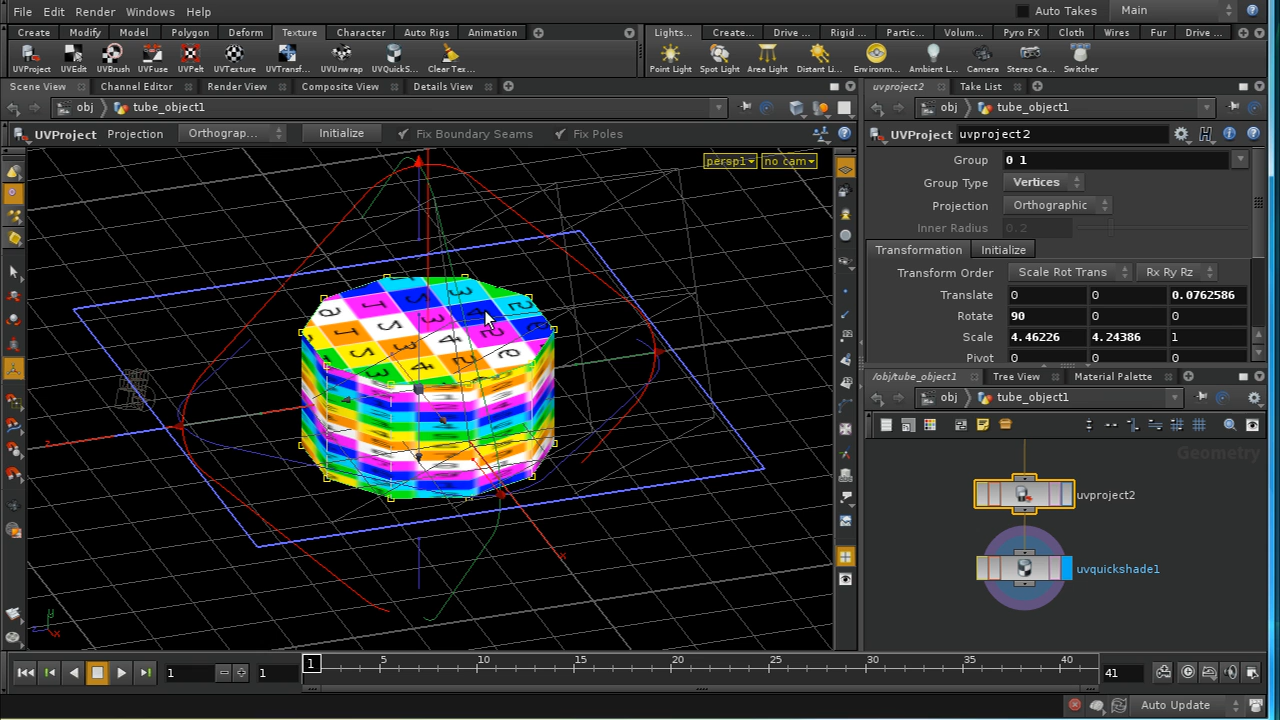 File Edit Render Windows Help Auto Takes Main
Create Modify Model Polygon Deform Texture Character Auto Rigs Animation Lights... Create... Drive ... Rigid ... Partic... Volum... Pyro FX Cloth Wires Fur Drive ...
UVProject UVEdit UVBrush UVFuse UVPelt UVTexture UVTransf... UVUnwrap UVQuickS... Clear Tex... Point Light Spot Light Area Light Distant Li... Environm... Ambient L... Camera Stereo Ca... Switcher
Scene View Channel Editor Render View Composite View Details View uvproject2 Take List
obj tube_object1 obj tube_object1
UVProject Projection Orthograp... Initialize Fix Boundary Seams Fix Poles UVProject uvproject2
persp1 no cam Group 0 1
Group Type Vertices
Projection Orthographic
Inner Radius 0.2
Transformation Initialize
Transform Order Scale Rot Trans Rx Ry Rz
Translate 0 0 0.0762586
Rotate 90 0 0
Scale 4.46226 4.24386 1
Pivot 0 0 0
/obj/tube_object1 Tree View Material Palette
obj tube_object1
Geometry
uvproject2
uvquickshade1
z
x
y
z x
1 1 1 5 10 15 20 25 30 35 40 41
Auto Update